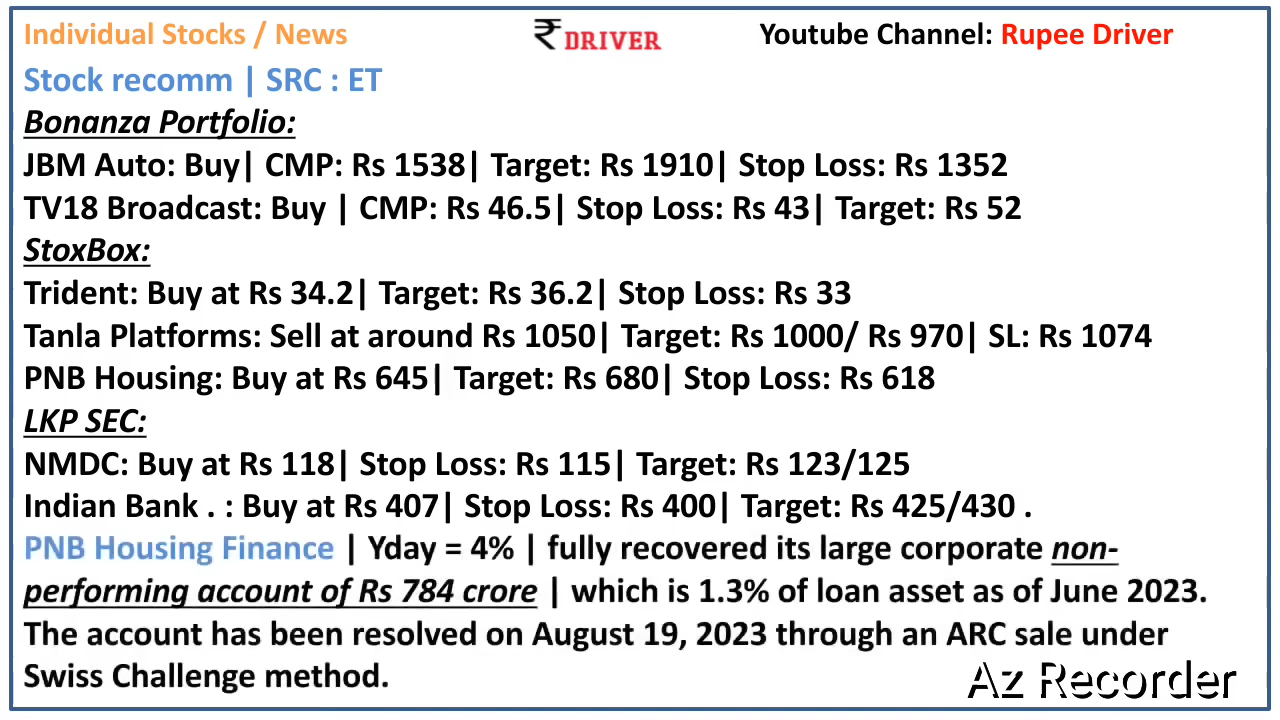 Individual Stocks / News ₹ DRIVER Youtube Channel: Rupee Driver
Stock recomm | SRC : ET
Bonanza Portfolio:
JBM Auto: Buy| CMP: Rs 1538| Target: Rs 1910| Stop Loss: Rs 1352
TV18 Broadcast: Buy | CMP: Rs 46.5| Stop Loss: Rs 43| Target: Rs 52
StoxBox:
Trident: Buy at Rs 34.2| Target: Rs 36.2| Stop Loss: Rs 33
Tanla Platforms: Sell at around Rs 1050| Target: Rs 1000/ Rs 970| SL: Rs 1074
PNB Housing: Buy at Rs 645| Target: Rs 680| Stop Loss: Rs 618
LKP SEC:
NMDC: Buy at Rs 118| Stop Loss: Rs 115| Target: Rs 123/125
Indian Bank . : Buy at Rs 407| Stop Loss: Rs 400| Target: Rs 425/430 .
PNB Housing Finance | Yday = 4% | fully recovered its large corporate non-
performing account of Rs 784 crore | which is 1.3% of loan asset as of June 2023.
The account has been resolved on August 19, 2023 through an ARC sale under
Swiss Challenge method.
Az Recorder